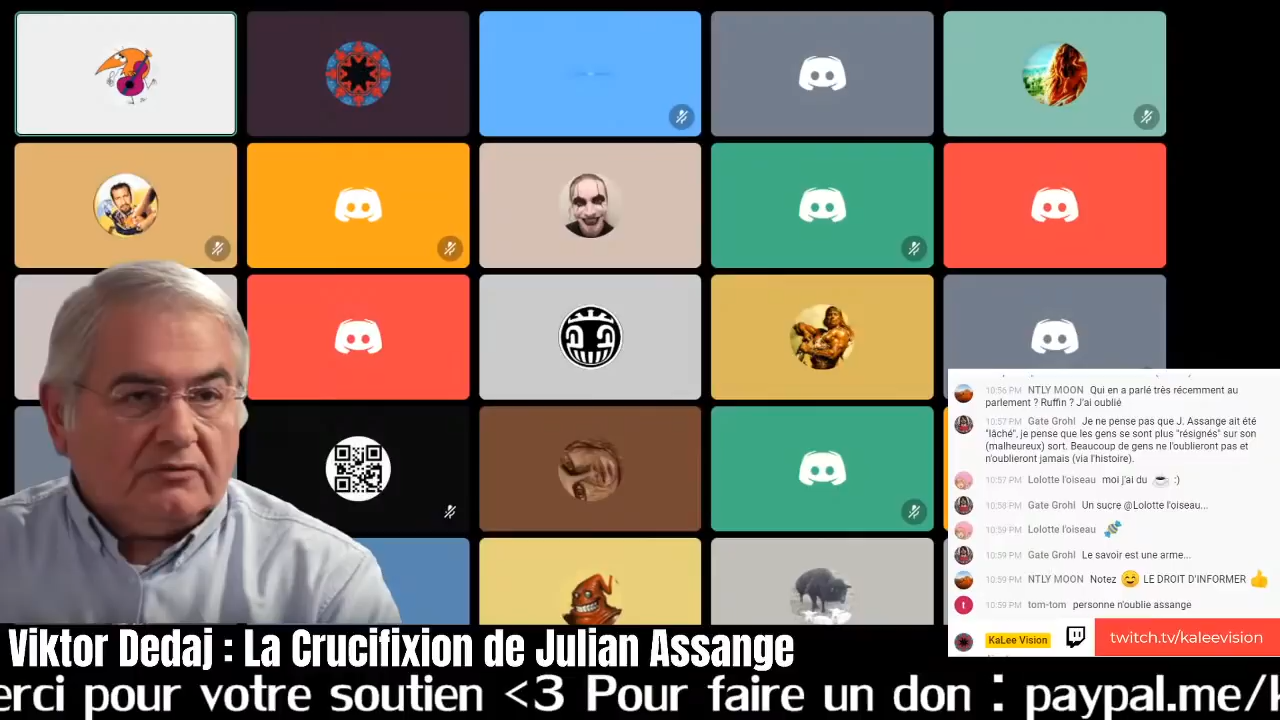 10:56 PM NTLY MOON Qui en a parlé très récemment au
parlement ? Ruffin ? J'ai oublié
10:57 PM Gate Grohl Je ne pense pas que J. Assange ait été
"lâché", je pense que les gens se sont plus "résignés" sur son
(malheureux) sort. Beaucoup de gens ne l'oublieront pas et
n'oublieront jamais (via l'histoire).
10:57 PM Lolotte l'oiseau moi j'ai du ☕ :)
10:58 PM Gate Grohl Un sucre @Lolotte l'oiseau...
10:59 PM Lolotte l'oiseau 🍬
10:59 PM Gate Grohl Le savoir est une arme...
10:59 PM NTLY MOON Notez 😊 LE DROIT D'INFORMER 👍
t 10:59 PM tom-tom personne n'oublie assange
KaLee Vision twitch.tv/kaleevision
Viktor Dedaj : La Crucifixion de Julian Assange
erci pour votre soutien <3 Pour faire un don : paypal.me/k